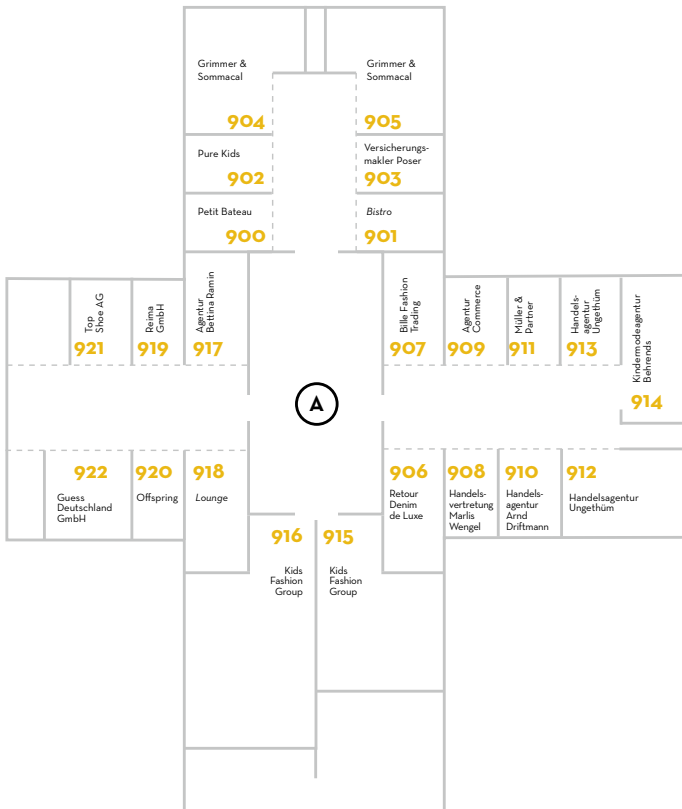 Grimmer &
Sommacal
904
Grimmer &
Sommacal
905
Pure Kids
902
Versicherungs-
makler Poser
903
Petit Bateau
900
Bistro
901
Top
Shoe AG
921
Reima
GmbH
919
Agentur
Bettina Ramin
917
Bille Fashion
Trading
907
Agentur
Commerce
909
Müller &
Partner
911
Handels-
agentur
Ungethüm
913
Kindermodeagentur
Behrends
914
A
922
Guess
Deutschland
GmbH
920
Offspring
918
Lounge
906
Retour
Denim
de Luxe
908
Handels-
vertretung
Marlis
Wengel
910
Handels-
agentur
Arnd
Driftmann
912
Handelsagentur
Ungethüm
916
Kids
Fashion
Group
915
Kids
Fashion
Group